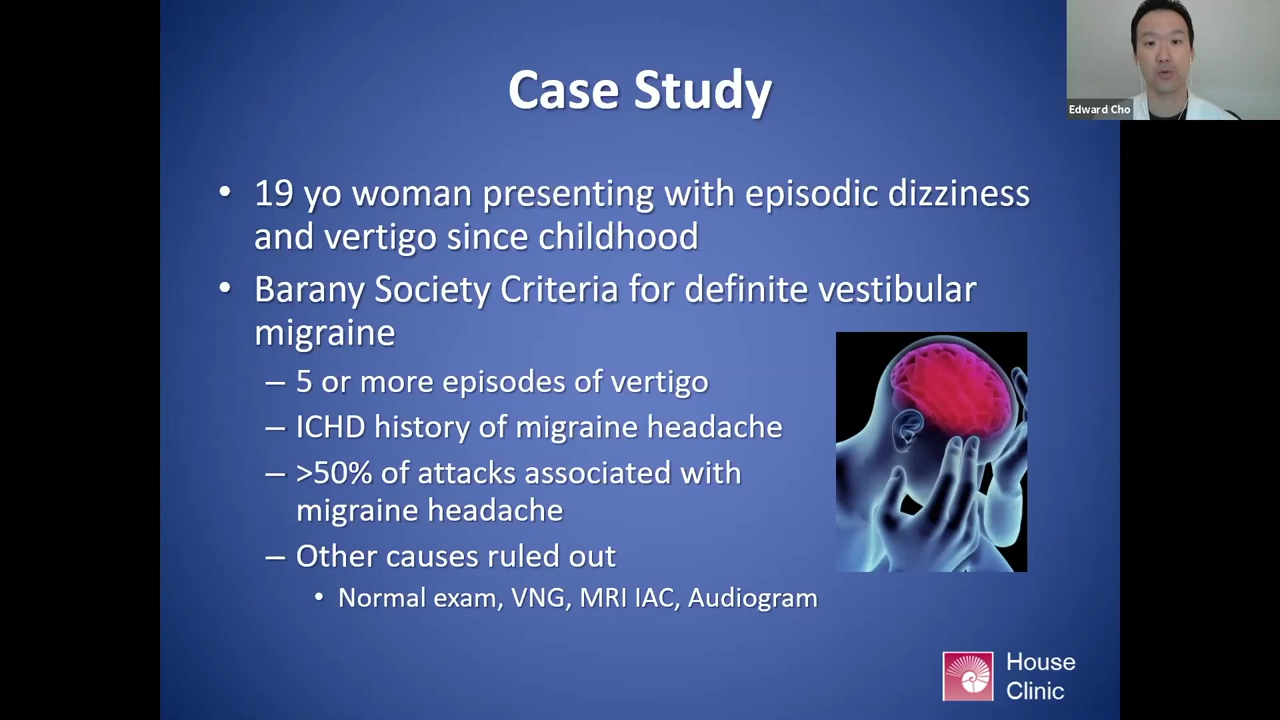 Case Study
Edward Cho
• 19 yo woman presenting with episodic dizziness
and vertigo since childhood
• Barany Society Criteria for definite vestibular
migraine
– 5 or more episodes of vertigo
– ICHD history of migraine headache
– >50% of attacks associated with
migraine headache
– Other causes ruled out
• Normal exam, VNG, MRI IAC, Audiogram
House
Clinic